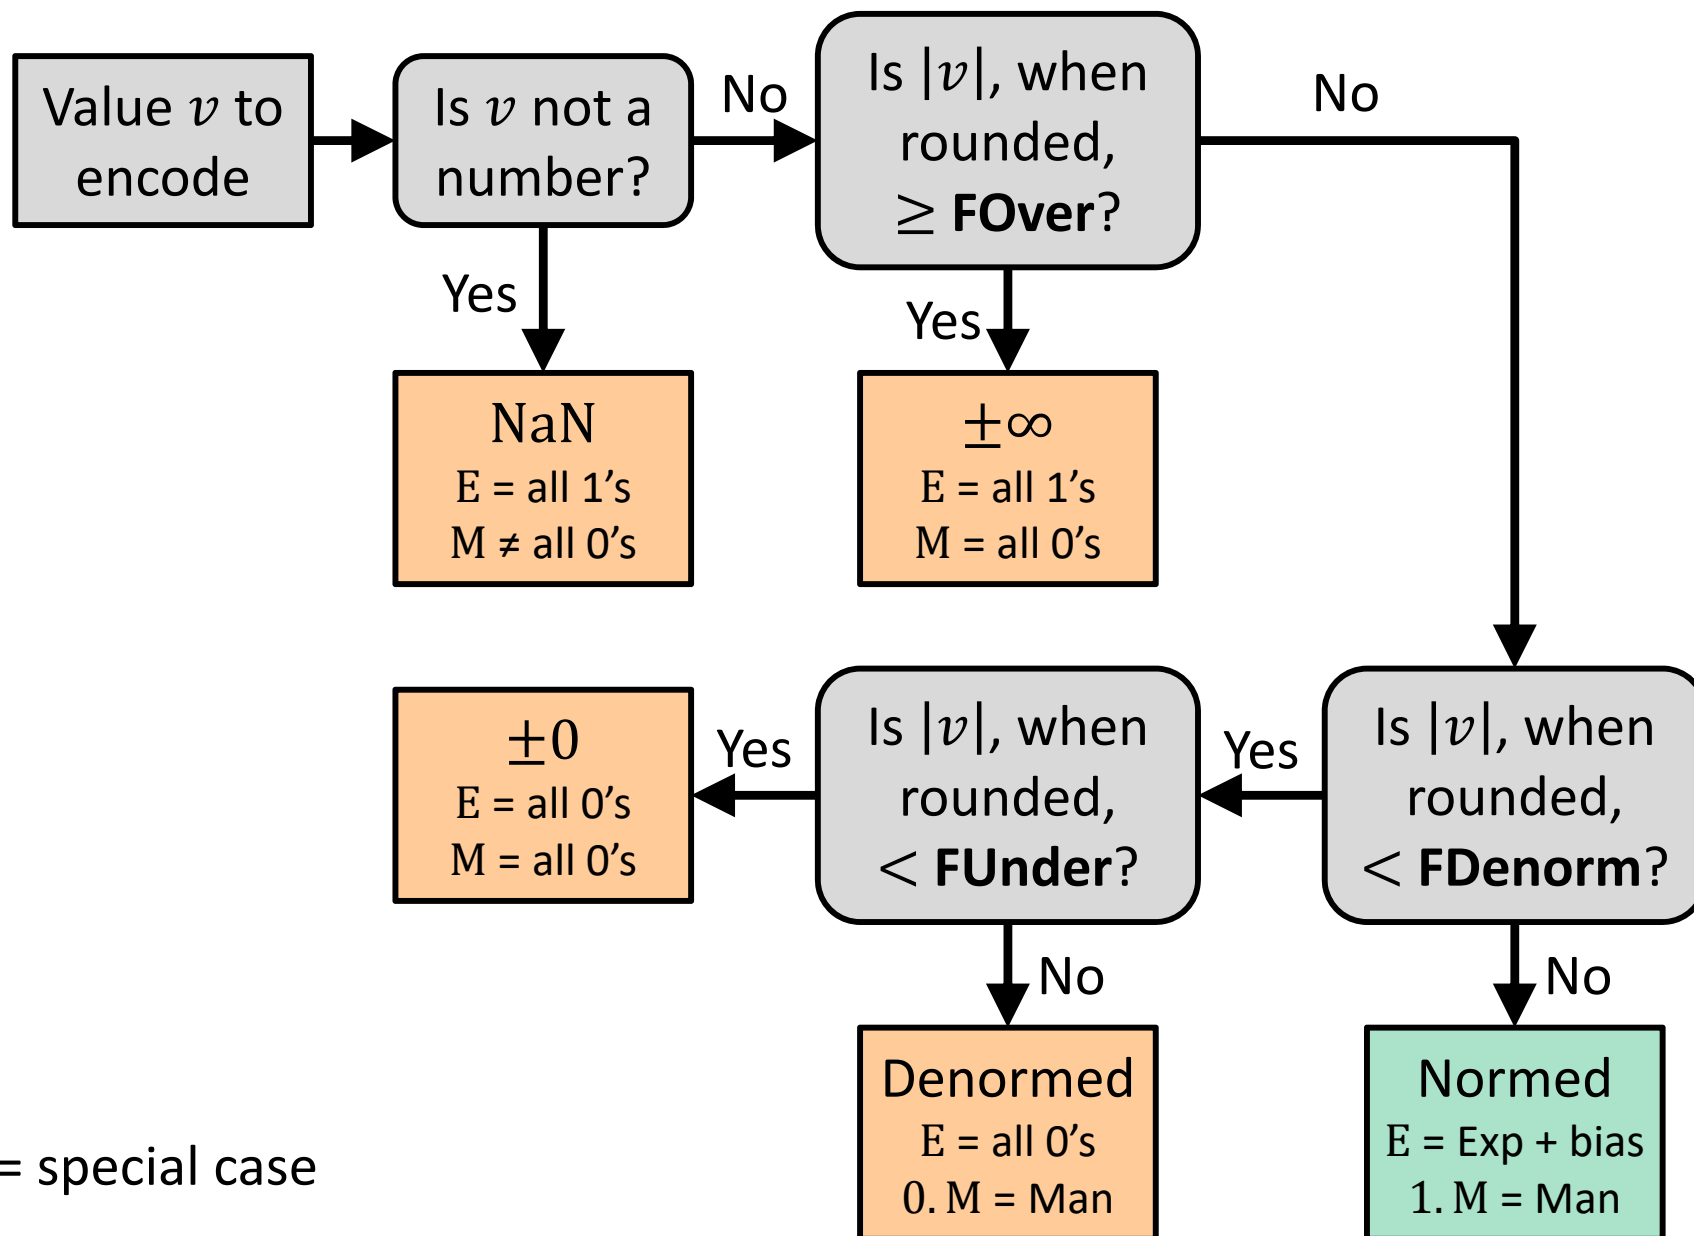 Value 𝑣 to
encode
Is 𝑣 not a
number?
No
Is |𝑣|, when
rounded,
≥ FOver?
No
Yes
Yes
NaN
E = all 1’s
M ≠ all 0’s
±∞
E = all 1’s
M = all 0’s
Is |𝑣|, when
rounded,
< FDenorm?
Yes
Is |𝑣|, when
rounded,
< FUnder?
Yes
±0
E = all 0’s
M = all 0’s
No
No
Denormed
E = all 0’s
0. M = Man
Normed
E = Exp + bias
1. M = Man
= special case